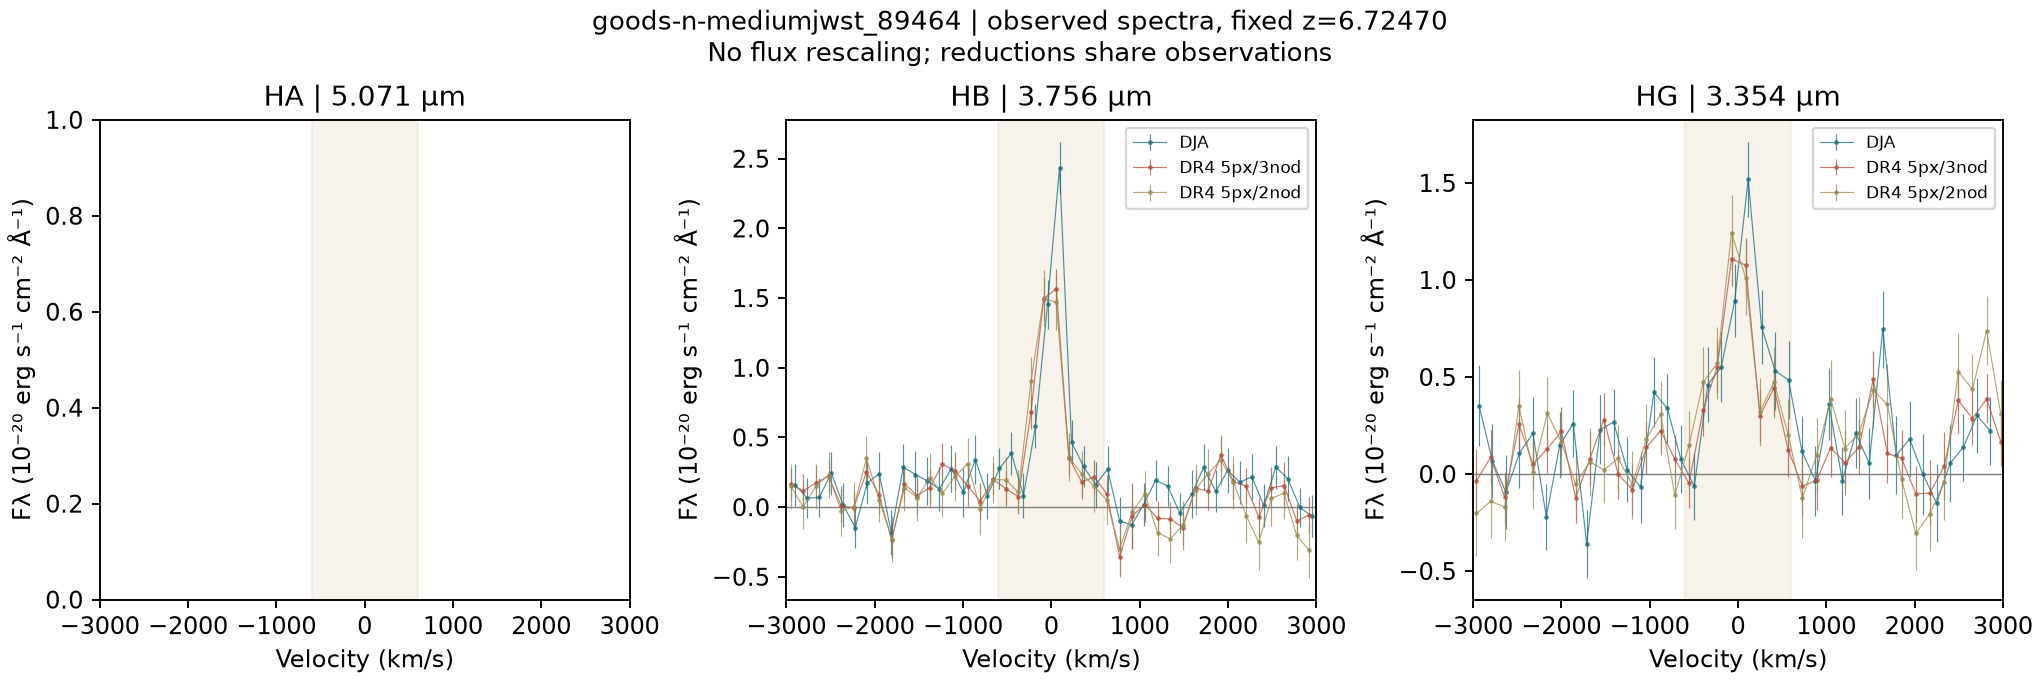 goods-n-mediumjwst_89464 | observed spectra, fixed z=6.72470
No flux rescaling; reductions share observations
HA | 5.071 μm
1.0
0.8
0.6
0.4
0.2
0.0
Fλ (10⁻²⁰ erg s⁻¹ cm⁻² Å⁻¹)
−3000 −2000 −1000 0 1000 2000 3000
Velocity (km/s)
HB | 3.756 μm
DJA
DR4 5px/3nod
DR4 5px/2nod
2.5
2.0
1.5
1.0
0.5
0.0
−0.5
Fλ (10⁻²⁰ erg s⁻¹ cm⁻² Å⁻¹)
−3000 −2000 −1000 0 1000 2000 3000
Velocity (km/s)
HG | 3.354 μm
DJA
DR4 5px/3nod
DR4 5px/2nod
1.5
1.0
0.5
0.0
−0.5
Fλ (10⁻²⁰ erg s⁻¹ cm⁻² Å⁻¹)
−3000 −2000 −1000 0 1000 2000 3000
Velocity (km/s)